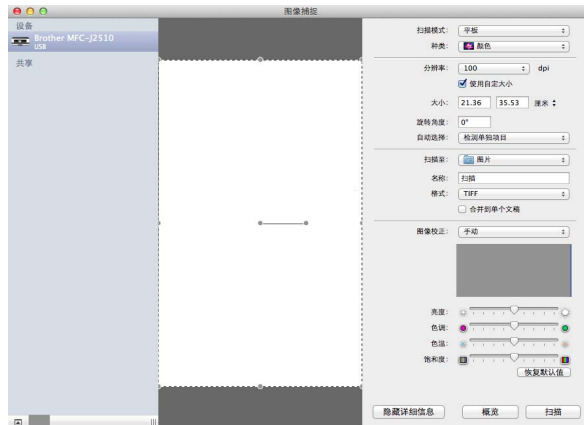 图像捕捉
设备
Brother MFC-J2510
USB
共享
扫描模式： 平板
种类： 颜色
分辨率： 100 dpi
使用自定大小
大小： 21.36 35.53 厘米
旋转角度： 0°
自动选择： 检测单独项目
扫描至： 图片
名称： 扫描
格式： TIFF
合并到单个文稿
图像校正： 手动
亮度：
色调：
色温：
饱和度：
恢复默认值
隐藏详细信息 概览 扫描